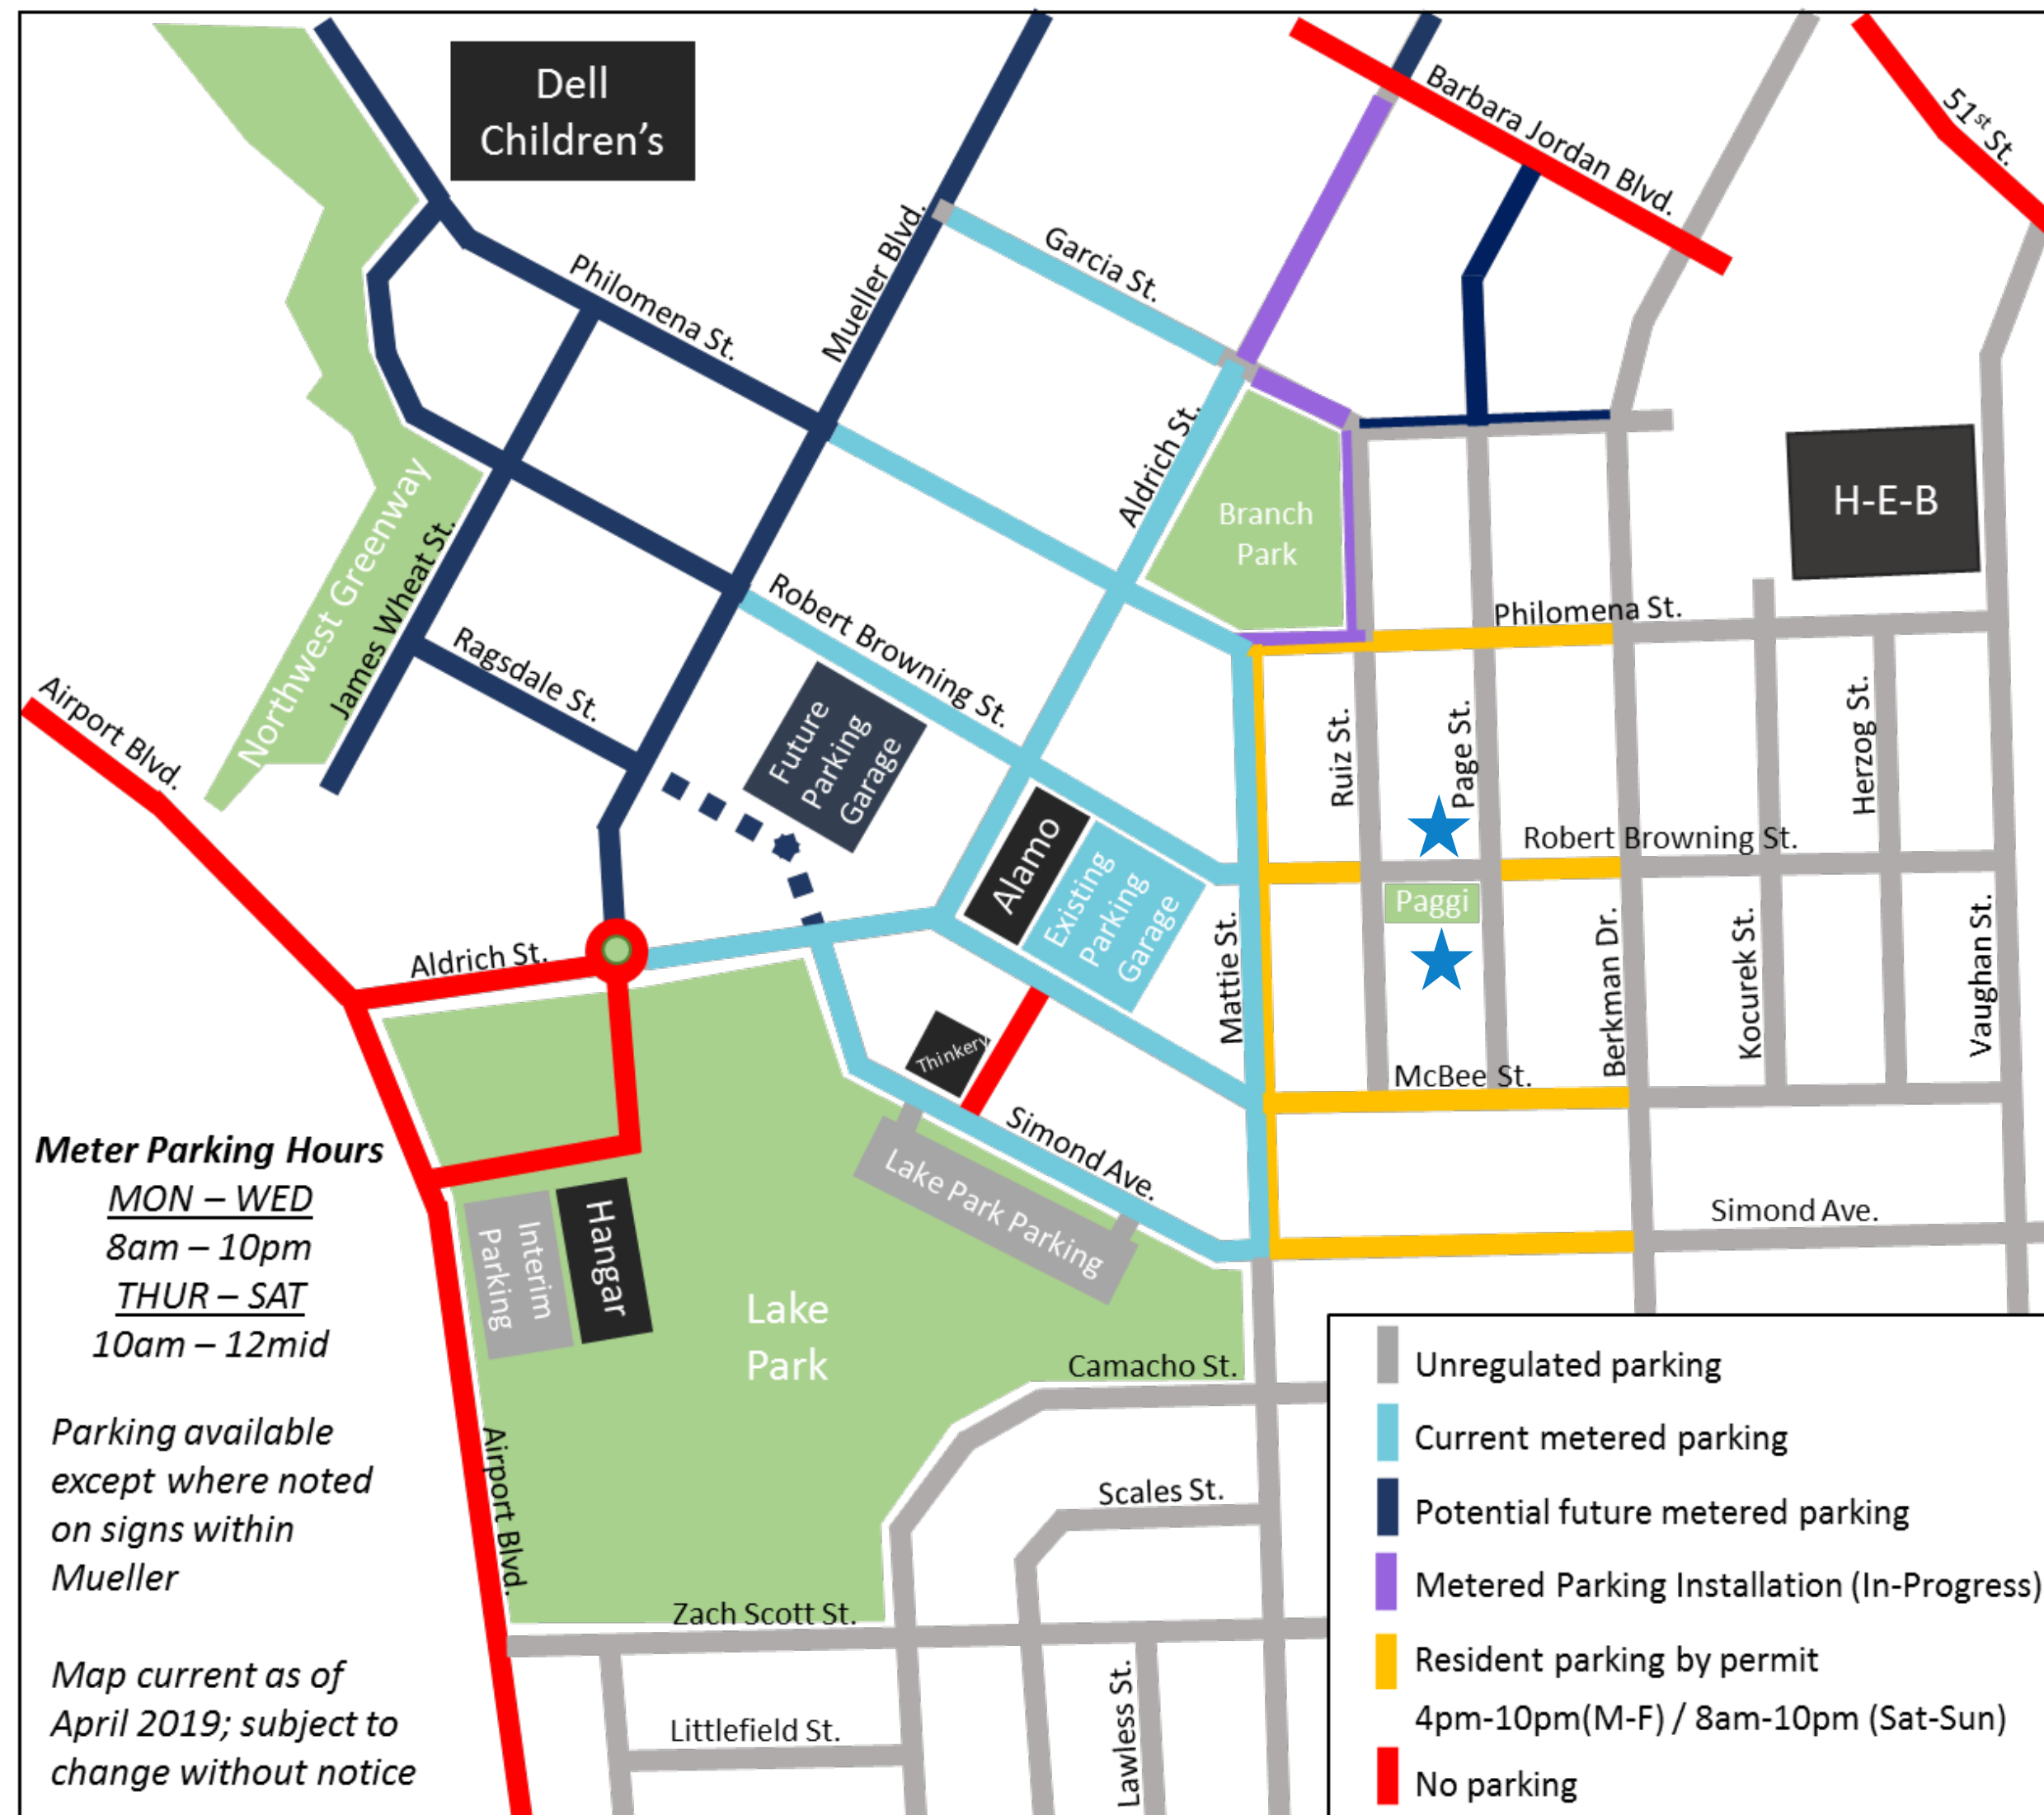 Dell
Children's
Barbara Jordan Blvd.
51st St.
Garcia St.
Mueller Blvd.
Philomena St.
Aldrich St.
Branch
Park
H-E-B
Northwest Greenway
James Wheat St.
Robert Browning St.
Ragsdale St.
Philomena St.
Airport Blvd.
Future
Parking
Garage
Ruiz St.
Page St.
Herzog St.
Alamo
Existing
Parking
Garage
Robert Browning St.
Paggi
Aldrich St.
Mattie St.
Berkman Dr.
Kocurek St.
Vaughan St.
Thinkery
McBee St.
Simond Ave.
Lake Park Parking
Simond Ave.
Meter Parking Hours
MON – WED
8am – 10pm
THUR – SAT
10am – 12mid
Interim
Parking
Hangar
Lake
Park
Camacho St.
Parking available
except where noted
on signs within
Mueller
Airport Blvd.
Scales St.
Zach Scott St.
Map current as of
April 2019; subject to
change without notice
Littlefield St.
Lawless St.
Unregulated parking
Current metered parking
Potential future metered parking
Metered Parking Installation (In-Progress)
Resident parking by permit
4pm-10pm(M-F) / 8am-10pm (Sat-Sun)
No parking